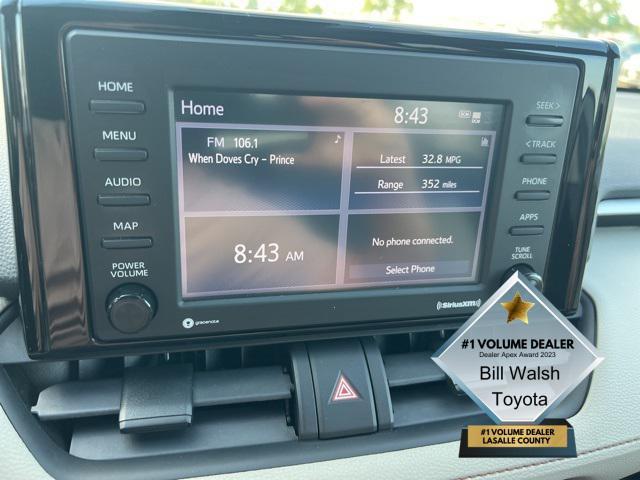 HOME
MENU
AUDIO
MAP
POWER
VOLUME
Home
8:43
DCM
FM 106.1
When Doves Cry - Prince
Latest 32.8 MPG
Range 352 miles
8:43 AM
No phone connected.
Select Phone
SEEK >
< TRACK
PHONE
APPS
TUNE
SCROLL
gracenote
SiriusXM
#1 VOLUME DEALER
Dealer Apex Award 2023
Bill Walsh
Toyota
#1 VOLUME DEALER
LASALLE COUNTY